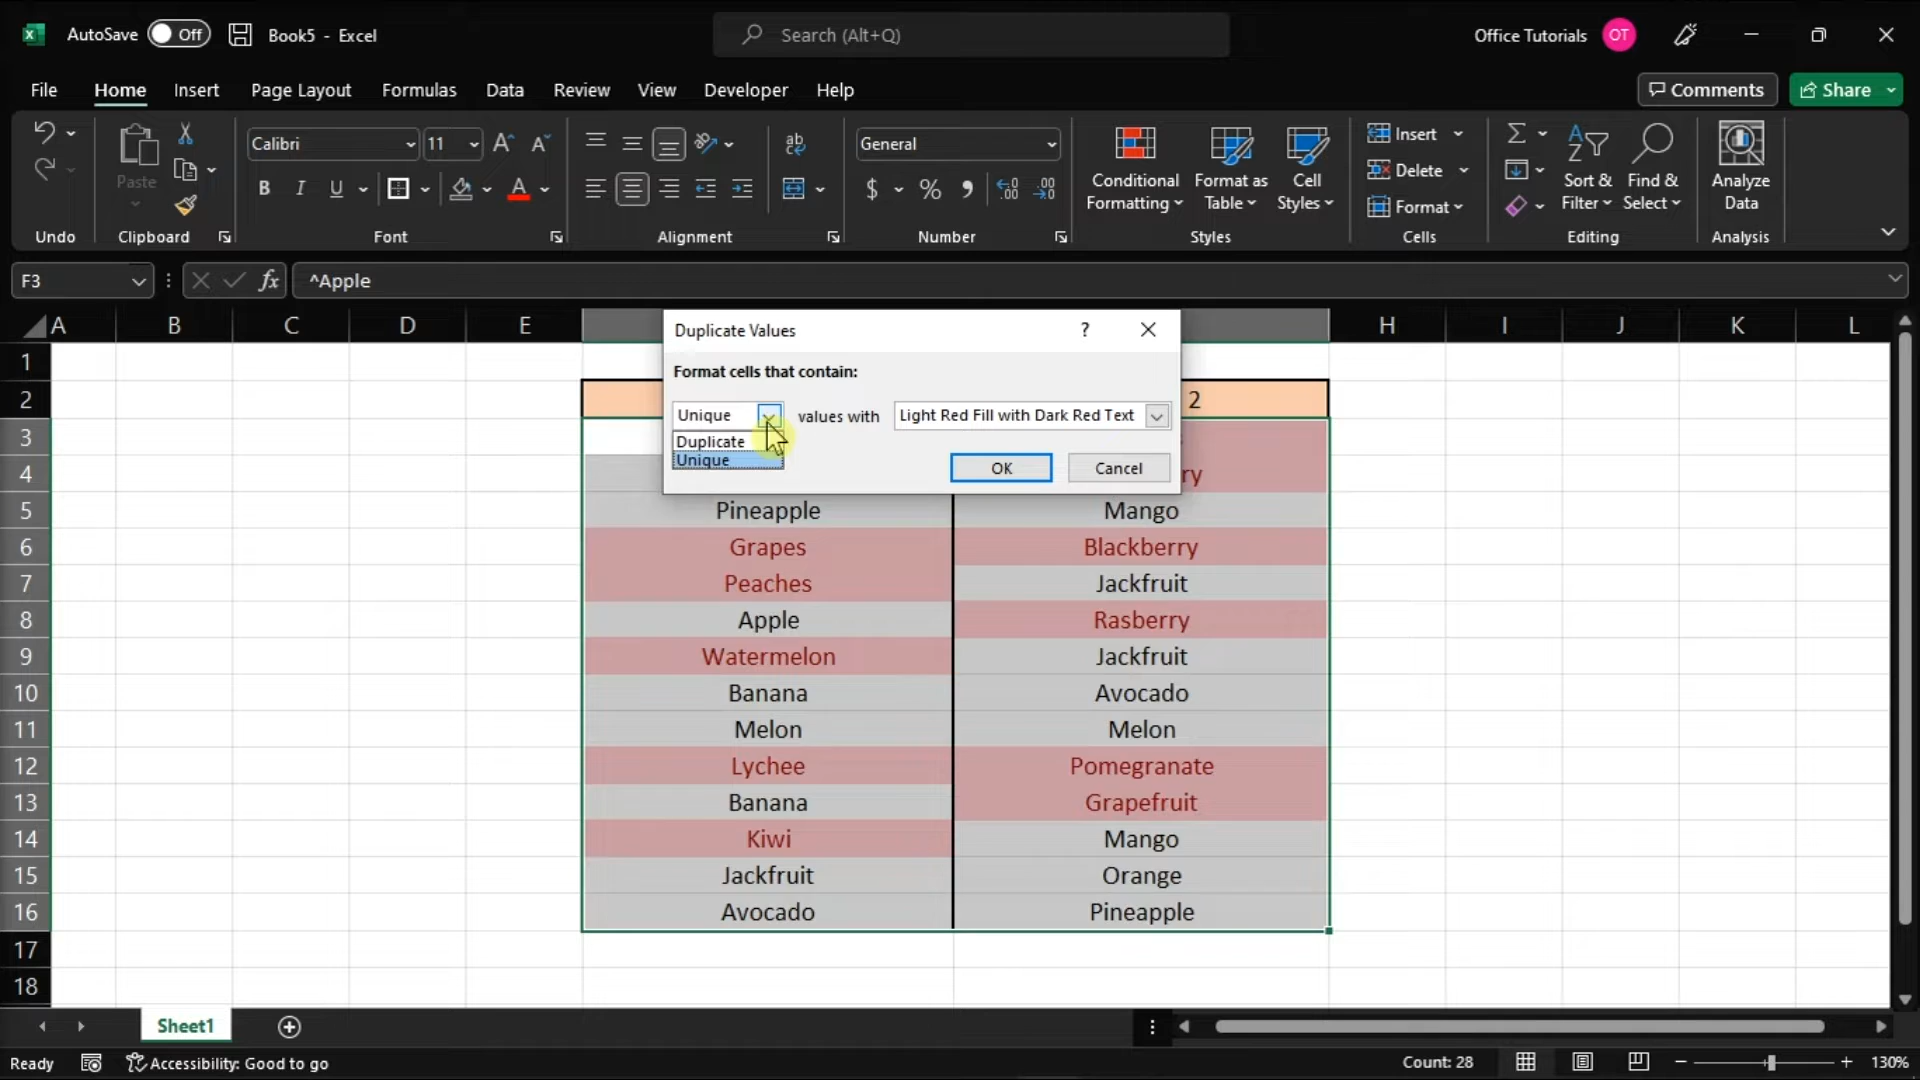 AutoSave Off Book5 - Excel Search (Alt+Q) Office Tutorials OT
File Home Insert Page Layout Formulas Data Review View Developer Help Comments Share
Calibri 11 General
Paste
Conditional Formatting
Format as Table
Cell Styles
Insert
Delete
Format
Sort & Filter
Find & Select
Analyze Data
Undo Clipboard Font Alignment Number Styles Cells Editing Analysis
F3 fx ^Apple
A B C D E H I J K L
Duplicate Values ?
Format cells that contain:
Unique values with Light Red Fill with Dark Red Text
Duplicate
Unique
OK Cancel
1
2 2
3
4 ry
5 Pineapple Mango
6 Grapes Blackberry
7 Peaches Jackfruit
8 Apple Rasberry
9 Watermelon Jackfruit
10 Banana Avocado
11 Melon Melon
12 Lychee Pomegranate
13 Banana Grapefruit
14 Kiwi Mango
15 Jackfruit Orange
16 Avocado Pineapple
17
18
Sheet1
Ready Accessibility: Good to go Count: 28 130%